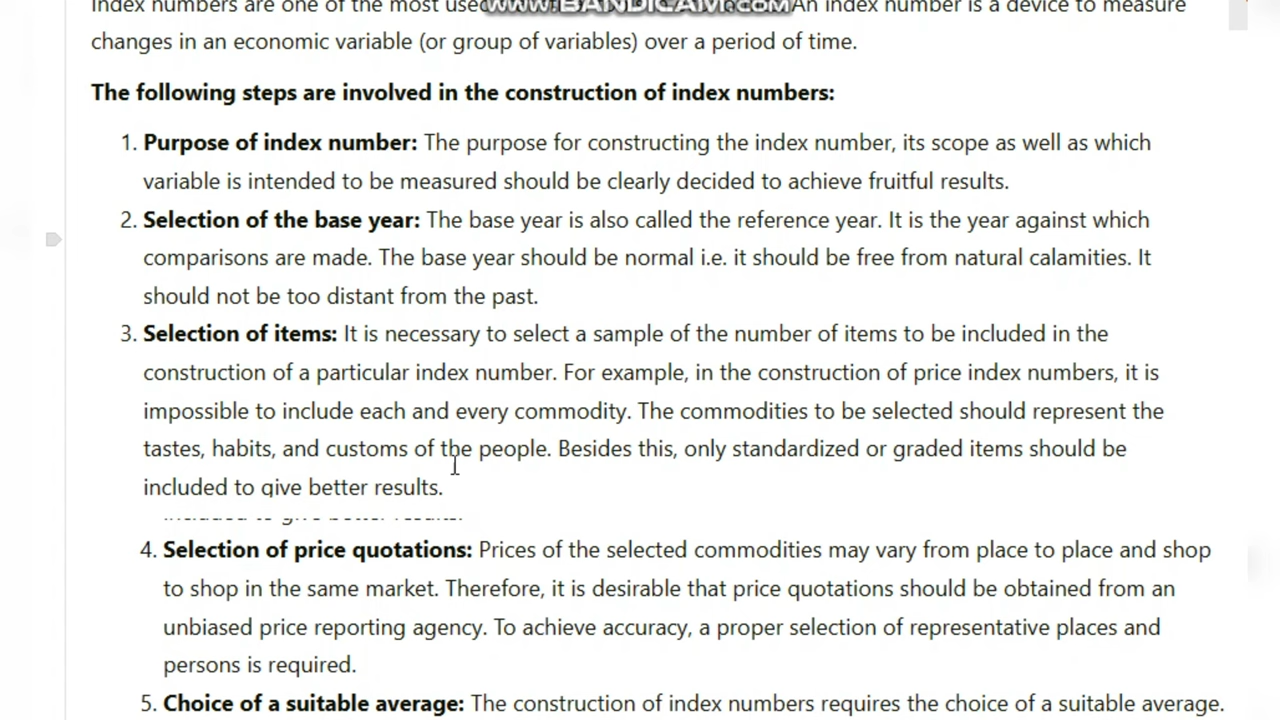 Index numbers are one of the most used
WWW.BANDICAM.COM
An index number is a device to measure
changes in an economic variable (or group of variables) over a period of time.
The following steps are involved in the construction of index numbers:
1. Purpose of index number: The purpose for constructing the index number, its scope as well as which
variable is intended to be measured should be clearly decided to achieve fruitful results.
2. Selection of the base year: The base year is also called the reference year. It is the year against which
comparisons are made. The base year should be normal i.e. it should be free from natural calamities. It
should not be too distant from the past.
3. Selection of items: It is necessary to select a sample of the number of items to be included in the
construction of a particular index number. For example, in the construction of price index numbers, it is
impossible to include each and every commodity. The commodities to be selected should represent the
tastes, habits, and customs of the people. Besides this, only standardized or graded items should be
included to give better results.
included to give better results.
4. Selection of price quotations: Prices of the selected commodities may vary from place to place and shop
to shop in the same market. Therefore, it is desirable that price quotations should be obtained from an
unbiased price reporting agency. To achieve accuracy, a proper selection of representative places and
persons is required.
5. Choice of a suitable average: The construction of index numbers requires the choice of a suitable average.